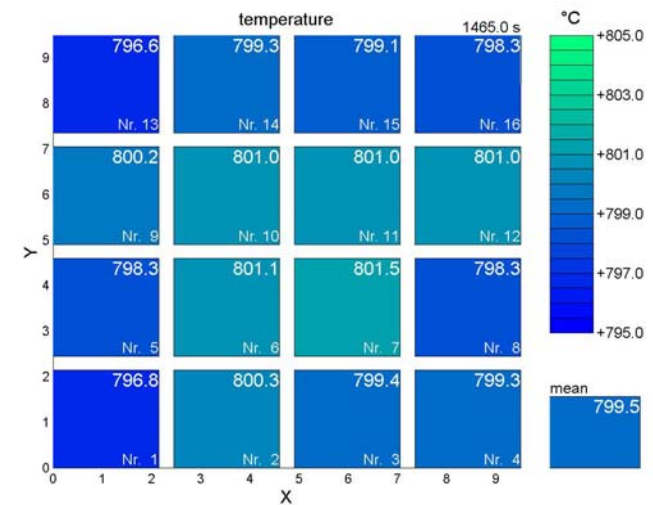 temperature
1465.0 s
°C
9
796.6
799.3
799.1
798.3
+805.0
8
Nr. 13
Nr. 14
Nr. 15
Nr. 16
+803.0
7
800.2
801.0
801.0
801.0
+801.0
6
5
Nr. 9
Nr. 10
Nr. 11
Nr. 12
+799.0
Y
4
798.3
801.1
801.5
798.3
+797.0
3
Nr. 5
Nr. 6
Nr. 7
Nr. 8
+795.0
2
796.8
800.3
799.4
799.3
mean
799.5
1
0
Nr. 1
Nr. 2
Nr. 3
Nr. 4
0 1 2 3 4 5 6 7 8 9
X